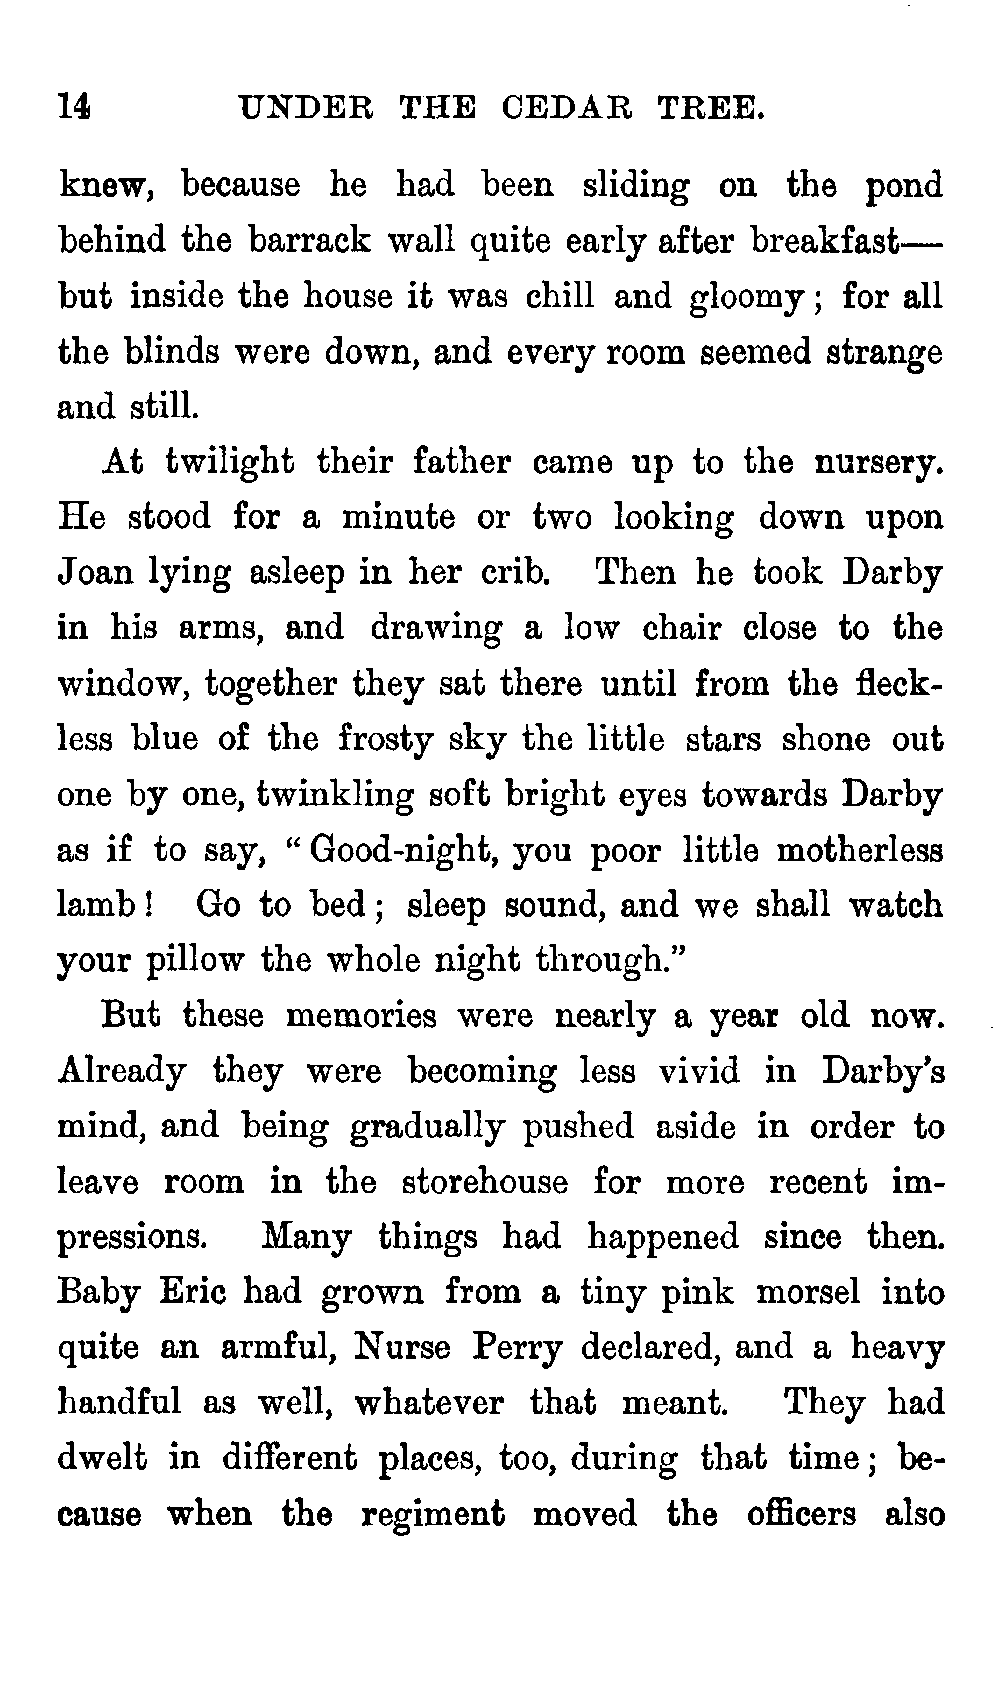 14 UNDER THE CEDAR TREE.
knew, because he had been sliding on the pond
behind the barrack wall quite early after breakfast—
but inside the house it was chill and gloomy; for all
the blinds were down, and every room seemed strange
and still.
At twilight their father came up to the nursery.
He stood for a minute or two looking down upon
Joan lying asleep in her crib. Then he took Darby
in his arms, and drawing a low chair close to the
window, together they sat there until from the fleck-
less blue of the frosty sky the little stars shone out
one by one, twinkling soft bright eyes towards Darby
as if to say, “Good-night, you poor little motherless
lamb! Go to bed; sleep sound, and we shall watch
your pillow the whole night through.”
But these memories were nearly a year old now.
Already they were becoming less vivid in Darby's
mind, and being gradually pushed aside in order to
leave room in the storehouse for more recent im-
pressions. Many things had happened since then.
Baby Eric had grown from a tiny pink morsel into
quite an armful, Nurse Perry declared, and a heavy
handful as well, whatever that meant. They had
dwelt in different places, too, during that time; be-
cause when the regiment moved the officers also